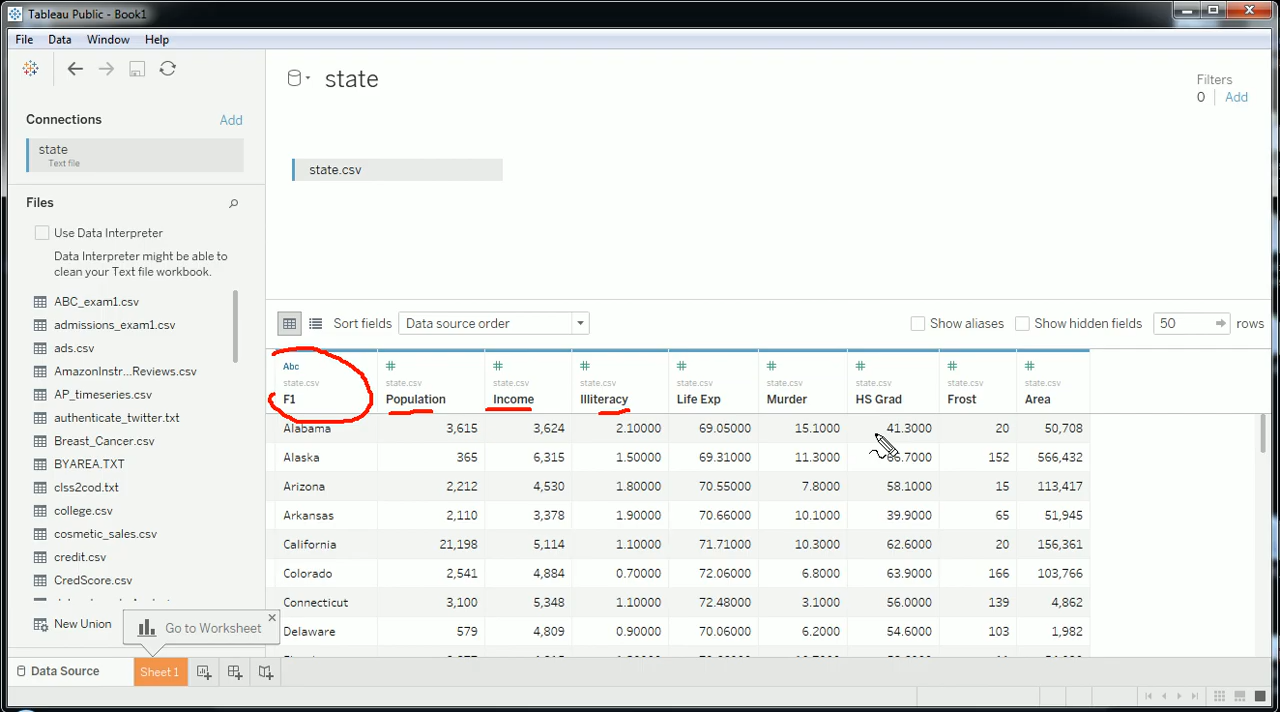 Tableau Public - Book1
File Data Window Help
state
Filters
0 Add
Connections Add
state
Text file
state.csv
Files
Use Data Interpreter
Data Interpreter might be able to
clean your Text file workbook.
ABC_exam1.csv
admissions_exam1.csv
ads.csv
AmazonInstr...Reviews.csv
AP_timeseries.csv
authenticate_twitter.txt
Breast_Cancer.csv
BYAREA.TXT
clss2cod.txt
college.csv
cosmetic_sales.csv
credit.csv
CredScore.csv
New Union
Go to Worksheet
Sort fields Data source order Show aliases Show hidden fields 50 rows
Abc # # # # # # # #
state.csv state.csv state.csv state.csv state.csv state.csv state.csv state.csv state.csv
F1 Population Income Illiteracy Life Exp Murder HS Grad Frost Area
Alabama 3,615 3,624 2.10000 69.05000 15.1000 41.3000 20 50,708
Alaska 365 6,315 1.50000 69.31000 11.3000 152 566,432
Arizona 2,212 4,530 1.80000 70.55000 7.8000 58.1000 15 113,417
Arkansas 2,110 3,378 1.90000 70.66000 10.1000 39.9000 65 51,945
California 21,198 5,114 1.10000 71.71000 10.3000 62.6000 20 156,361
Colorado 2,541 4,884 0.70000 72.06000 6.8000 63.9000 166 103,766
Connecticut 3,100 5,348 1.10000 72.48000 3.1000 56.0000 139 4,862
Delaware 579 4,809 0.90000 70.06000 6.2000 54.6000 103 1,982
Data Source Sheet 1